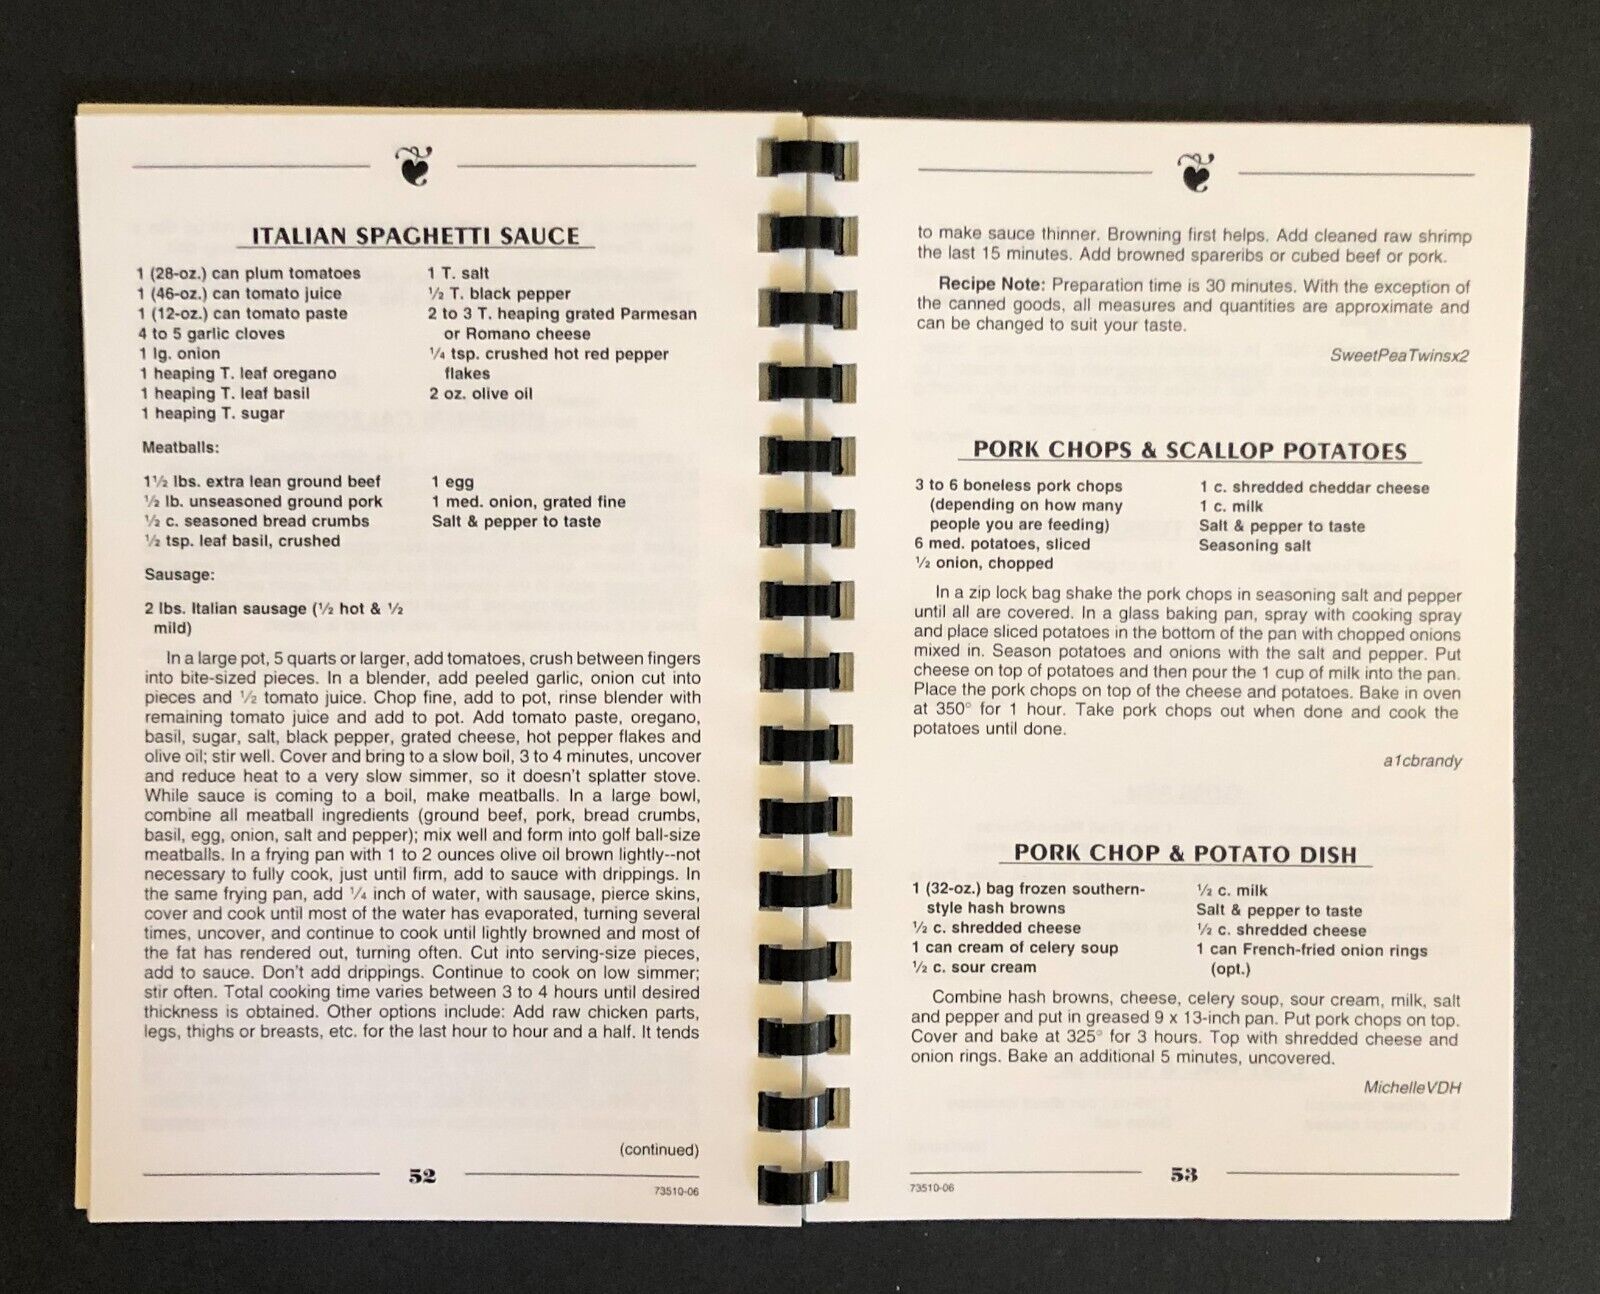 ITALIAN SPAGHETTI SAUCE
1 (28-oz.) can plum tomatoes
1 (46-oz.) can tomato juice
1 (12-oz.) can tomato paste
4 to 5 garlic cloves
1 lg. onion
1 heaping T. leaf oregano
1 heaping T. leaf basil
1 heaping T. sugar
1 T. salt
½ T. black pepper
2 to 3 T. heaping grated Parmesan
or Romano cheese
¼ tsp. crushed hot red pepper
flakes
2 oz. olive oil
Meatballs:
1½ lbs. extra lean ground beef
½ lb. unseasoned ground pork
½ c. seasoned bread crumbs
½ tsp. leaf basil, crushed
1 egg
1 med. onion, grated fine
Salt & pepper to taste
Sausage:
2 lbs. Italian sausage (½ hot & ½
mild)
In a large pot, 5 quarts or larger, add tomatoes, crush between fingers
into bite-sized pieces. In a blender, add peeled garlic, onion cut into
pieces and ½ tomato juice. Chop fine, add to pot, rinse blender with
remaining tomato juice and add to pot. Add tomato paste, oregano,
basil, sugar, salt, black pepper, grated cheese, hot pepper flakes and
olive oil; stir well. Cover and bring to a slow boil, 3 to 4 minutes, uncover
and reduce heat to a very slow simmer, so it doesn't splatter stove.
While sauce is coming to a boil, make meatballs. In a large bowl,
combine all meatball ingredients (ground beef, pork, bread crumbs,
basil, egg, onion, salt and pepper); mix well and form into golf ball-size
meatballs. In a frying pan with 1 to 2 ounces olive oil brown lightly--not
necessary to fully cook, just until firm, add to sauce with drippings. In
the same frying pan, add ¼ inch of water, with sausage, pierce skins,
cover and cook until most of the water has evaporated, turning several
times, uncover, and continue to cook until lightly browned and most of
the fat has rendered out, turning often. Cut into serving-size pieces,
add to sauce. Don't add drippings. Continue to cook on low simmer;
stir often. Total cooking time varies between 3 to 4 hours until desired
thickness is obtained. Other options include: Add raw chicken parts,
legs, thighs or breasts, etc. for the last hour to hour and a half. It tends
(continued)
52
73510-06
to make sauce thinner. Browning first helps. Add cleaned raw shrimp
the last 15 minutes. Add browned spareribs or cubed beef or pork.
Recipe Note: Preparation time is 30 minutes. With the exception of
the canned goods, all measures and quantities are approximate and
can be changed to suit your taste.
SweetPeaTwinsx2
PORK CHOPS & SCALLOP POTATOES
3 to 6 boneless pork chops
(depending on how many
people you are feeding)
6 med. potatoes, sliced
½ onion, chopped
1 c. shredded cheddar cheese
1 c. milk
Salt & pepper to taste
Seasoning salt
In a zip lock bag shake the pork chops in seasoning salt and pepper
until all are covered. In a glass baking pan, spray with cooking spray
and place sliced potatoes in the bottom of the pan with chopped onions
mixed in. Season potatoes and onions with the salt and pepper. Put
cheese on top of potatoes and then pour the 1 cup of milk into the pan.
Place the pork chops on top of the cheese and potatoes. Bake in oven
at 350° for 1 hour. Take pork chops out when done and cook the
potatoes until done.
a1cbrandy
PORK CHOP & POTATO DISH
1 (32-oz.) bag frozen southern-
style hash browns
½ c. shredded cheese
1 can cream of celery soup
½ c. sour cream
½ c. milk
Salt & pepper to taste
½ c. shredded cheese
1 can French-fried onion rings
(opt.)
Combine hash browns, cheese, celery soup, sour cream, milk, salt
and pepper and put in greased 9 x 13-inch pan. Put pork chops on top.
Cover and bake at 325° for 3 hours. Top with shredded cheese and
onion rings. Bake an additional 5 minutes, uncovered.
MichelleVDH
53
73510-06